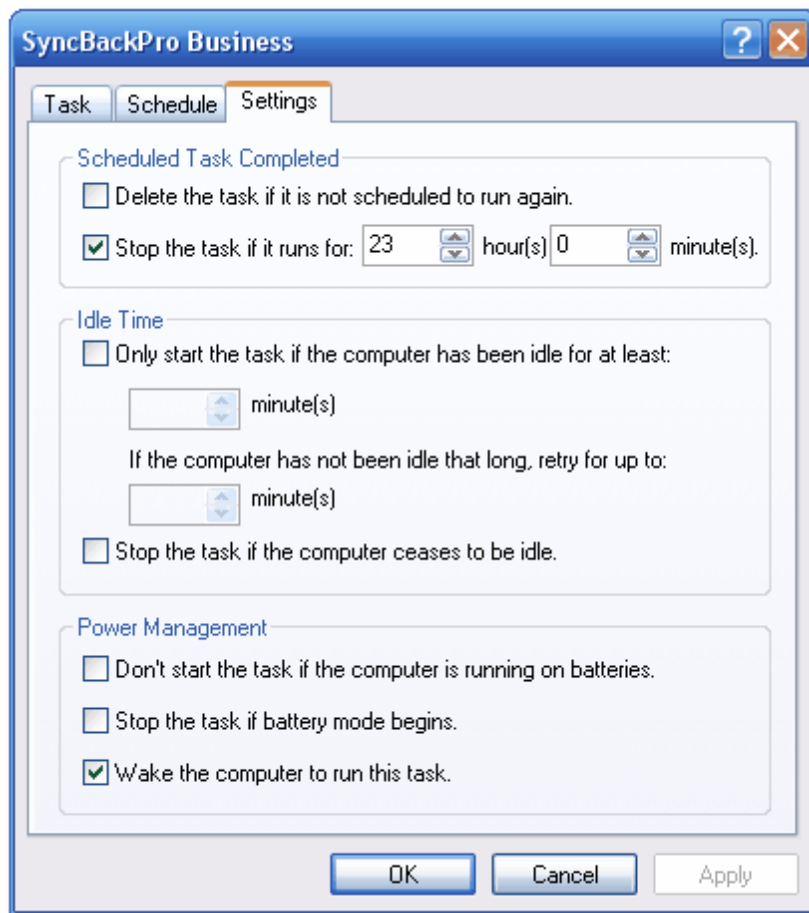 SyncBackPro Business
Task Schedule Settings
Scheduled Task Completed
Delete the task if it is not scheduled to run again.
Stop the task if it runs for: 23 hour(s) 0 minute(s).
Idle Time
Only start the task if the computer has been idle for at least:
minute(s)
If the computer has not been idle that long, retry for up to:
minute(s)
Stop the task if the computer ceases to be idle.
Power Management
Don't start the task if the computer is running on batteries.
Stop the task if battery mode begins.
Wake the computer to run this task.
OK Cancel Apply